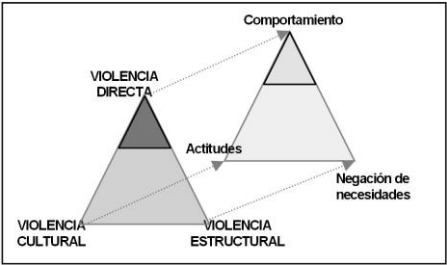 Comportamiento
VIOLENCIA
DIRECTA
Actitudes
Negación de
necesidades
VIOLENCIA
CULTURAL
VIOLENCIA
ESTRUCTURAL